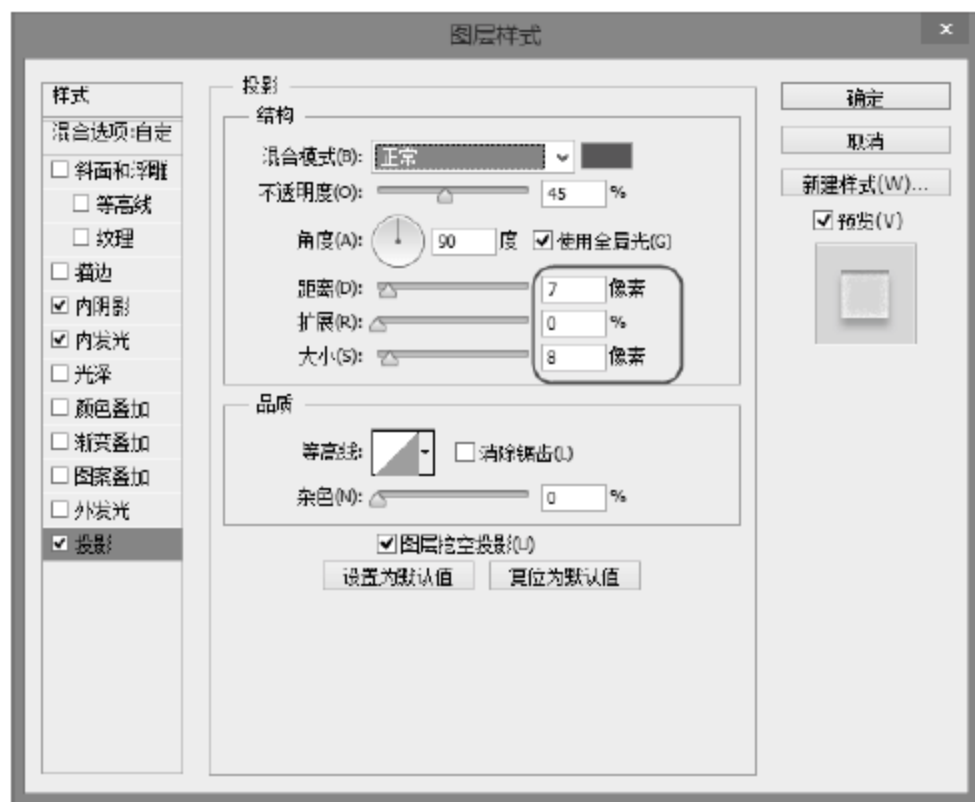 图层样式
样式
混合选项:自定
斜面和浮雕
等高线
纹理
描边
内阴影
内发光
光泽
颜色叠加
渐变叠加
图案叠加
外发光
投影
投影
结构
混合模式(B): 正常
不透明度(O): 45 %
角度(A): 90 度 使用全局光(G)
距离(D): 7 像素
扩展(R): 0 %
大小(S): 8 像素
品质
等高线: 消除锯齿(L)
杂色(N): 0 %
图层挖空投影(U)
设置为默认值 复位为默认值
确定
取消
新建样式(W)...
预览(V)